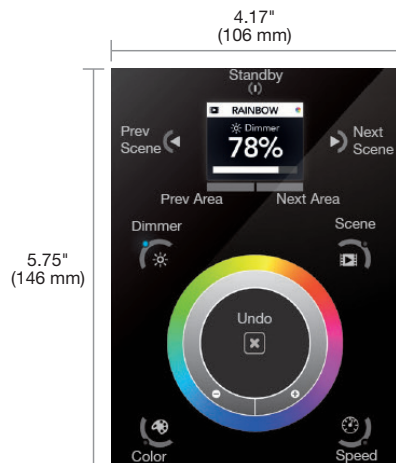 4.17"
(106 mm)
Standby
RAINBOW
Prev
Scene
Dimmer
78%
Next
Scene
Prev Area
Next Area
Dimmer
Scene
5.75"
(146 mm)
Undo
Color
Speed